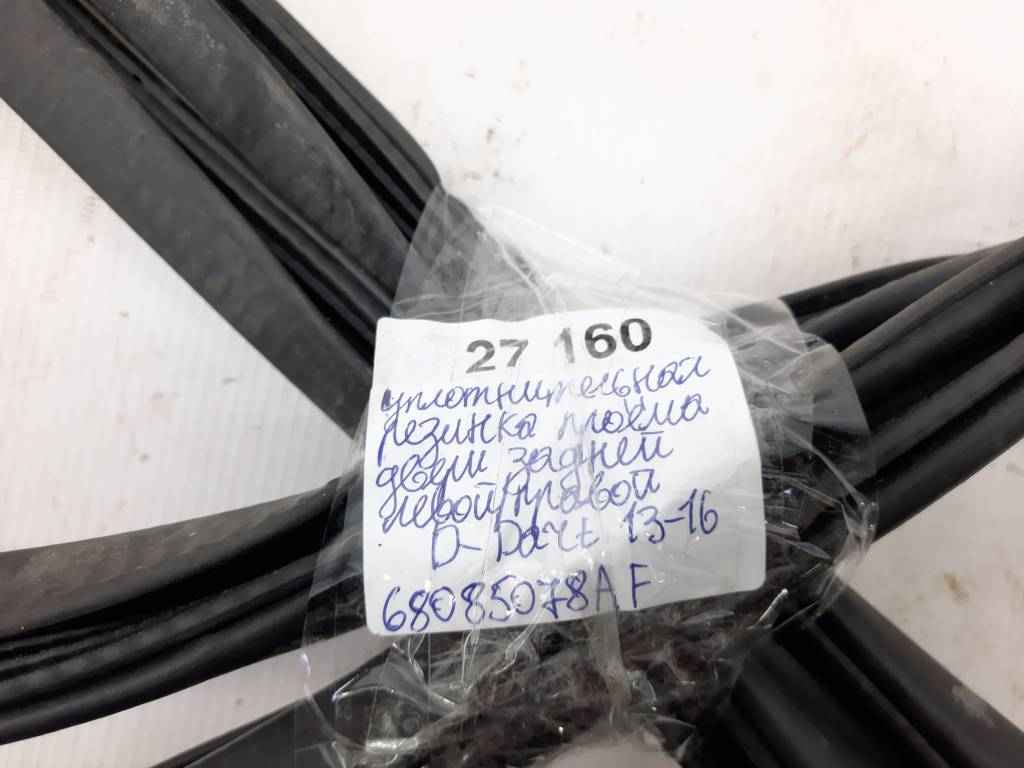 27 160
уплотнительная
резинка проема
двери задней
левой/правой
D-Dart 13-16
68085078AF